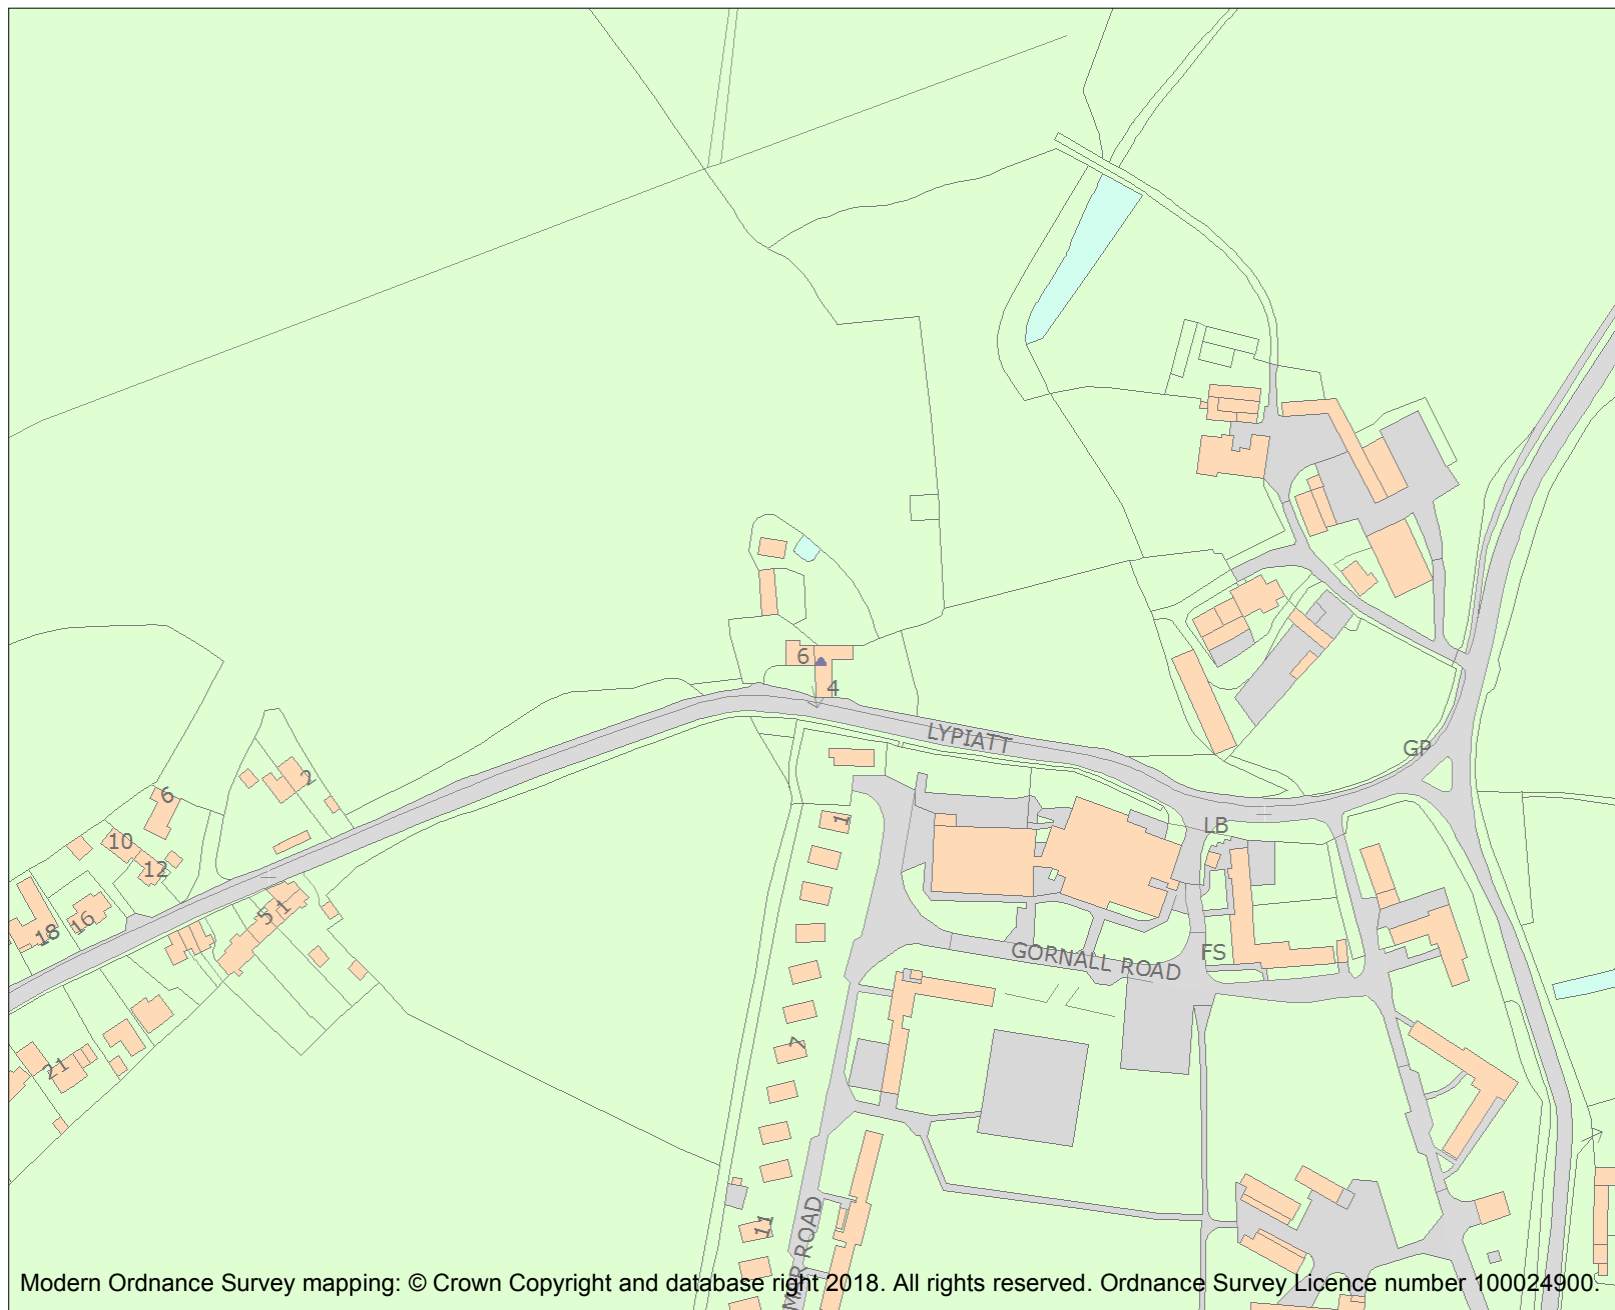 6
4
LYPIATT
GP
2
6
1
LB
10
12
5 1
16
18
FS
GORNALL ROAD
7
21
11
ROAD
Modern Ordnance Survey mapping: © Crown Copyright and database right 2018. All rights reserved. Ordnance Survey Licence number 100024900.